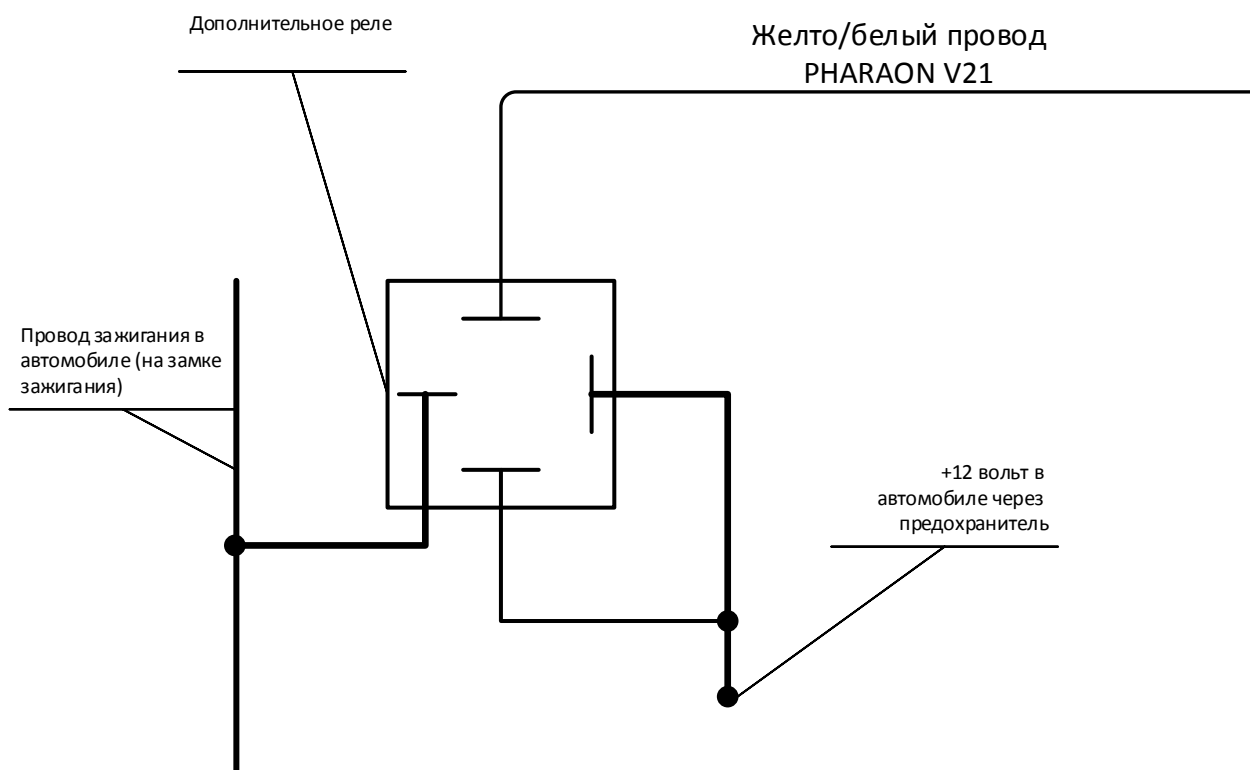 Дополнительное реле
Желто/белый провод
PHARAON V21
Провод зажигания в
автомобиле (на замке
зажигания)
+12 вольт в
автомобиле через
предохранитель